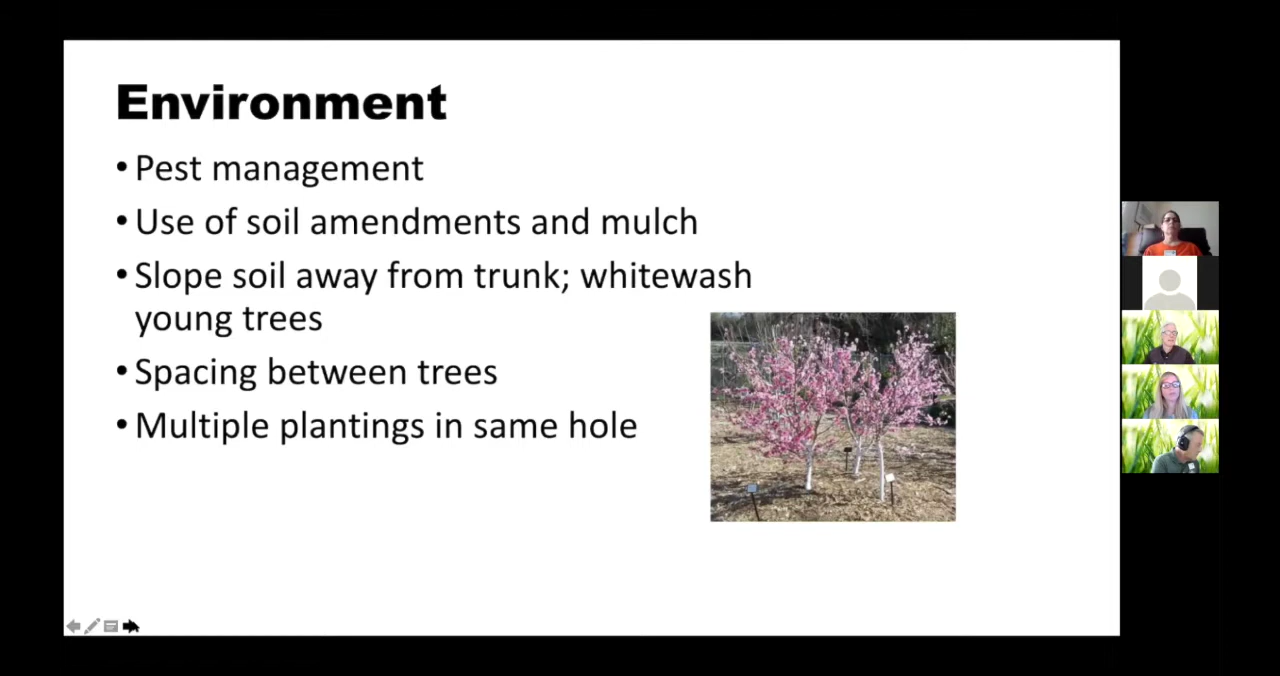 Environment
• Pest management
• Use of soil amendments and mulch
• Slope soil away from trunk; whitewash
young trees
• Spacing between trees
• Multiple plantings in same hole